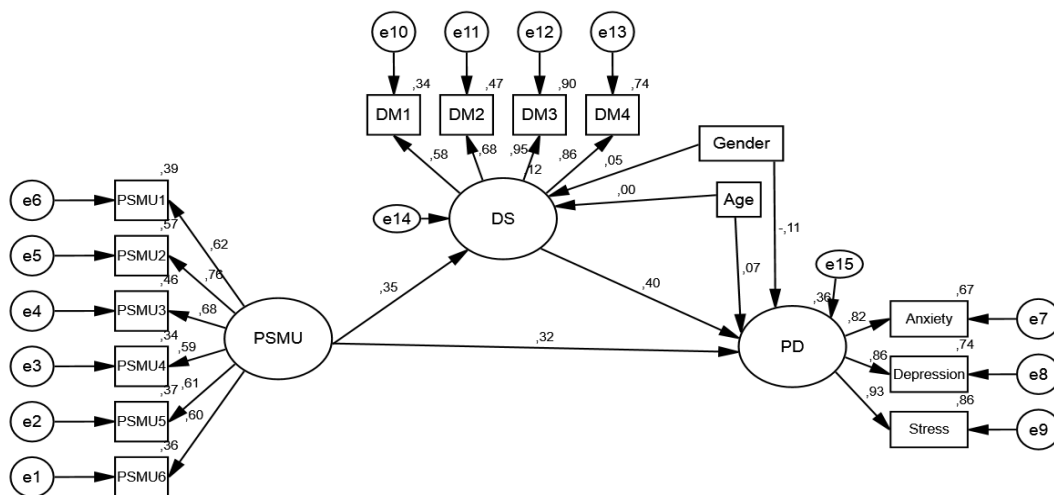 e10
e11
e12
e13
,34
,47
,90
,74
DM1
DM2
DM3
DM4
,58
,68
,95
,86
,12
Gender
,05
,00
Age
-,11
,07
e14
DS
,39
e6
PSMU1
,57
e5
PSMU2
,46
e4
PSMU3
,34
e3
PSMU4
,37
e2
PSMU5
,36
e1
PSMU6
,62
,76
,68
,59
,61
,60
PSMU
,35
,40
,32
e15
,36
PD
,82
,86
,93
,67
Anxiety
e7
,74
Depression
e8
,86
Stress
e9